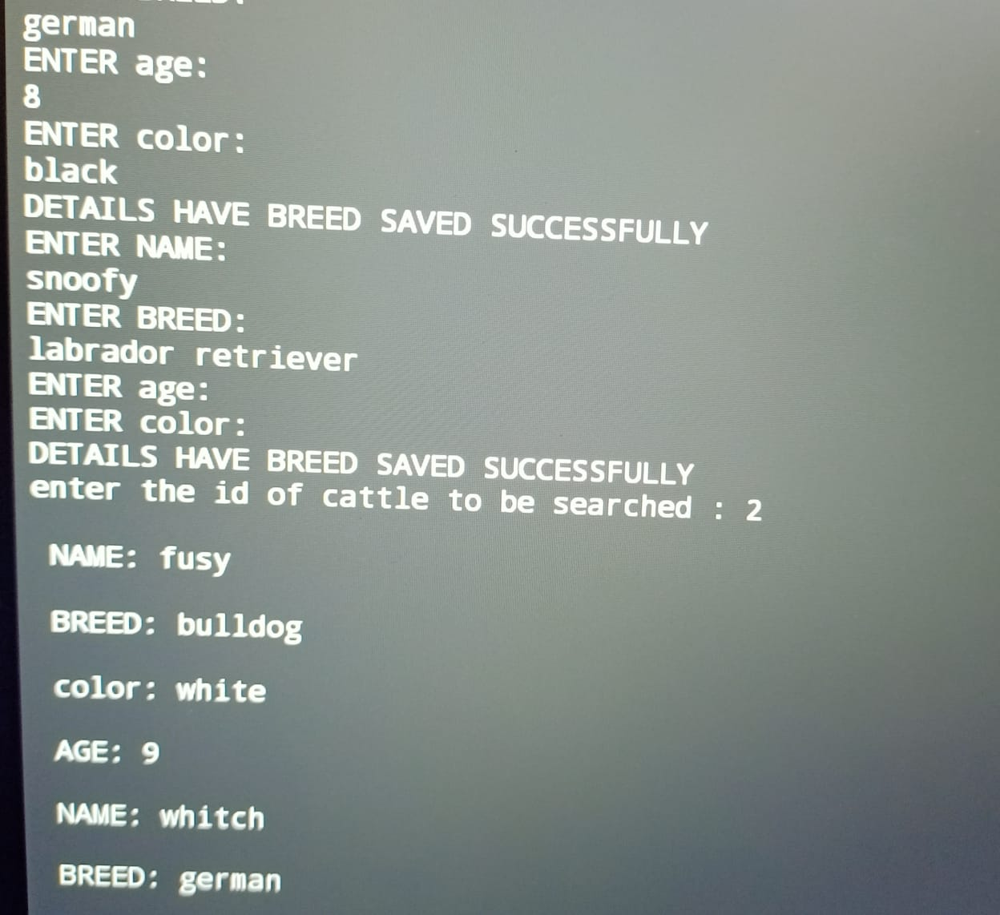 german
ENTER age:
8
ENTER color:
black
DETAILS HAVE BREED SAVED SUCCESSFULLY
ENTER NAME:
snoofy
ENTER BREED:
labrador retriever
ENTER age:
ENTER color:
DETAILS HAVE BREED SAVED SUCCESSFULLY
enter the id of cattle to be searched : 2
NAME: fusy
BREED: bulldog
color: white
AGE: 9
NAME: whitch
BREED: german